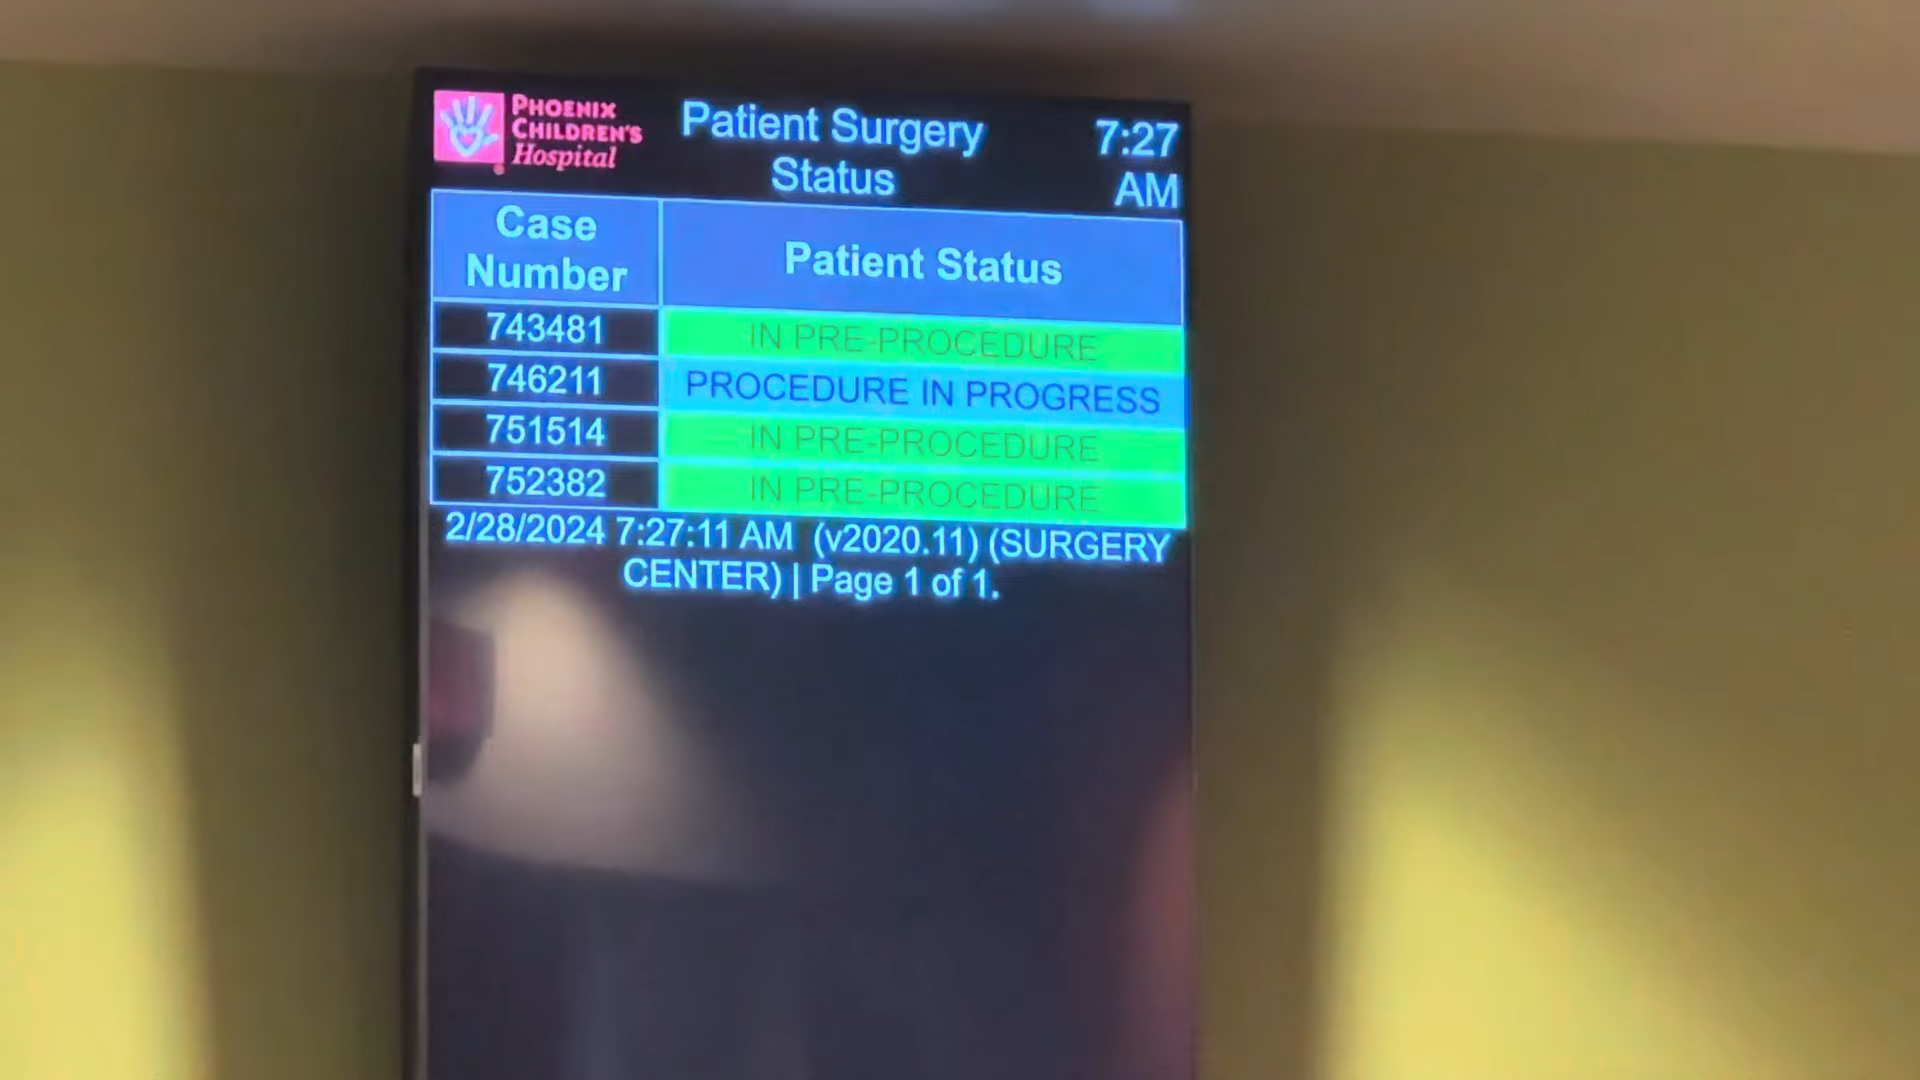 PHOENIX
CHILDREN'S
Hospital
Patient Surgery
Status
7:27
AM
Case
Number
Patient Status
743481 IN PRE-PROCEDURE
746211 PROCEDURE IN PROGRESS
751514 IN PRE-PROCEDURE
752382 IN PRE-PROCEDURE
2/28/2024 7:27:11 AM (v2020.11) (SURGERY
CENTER) | Page 1 of 1.